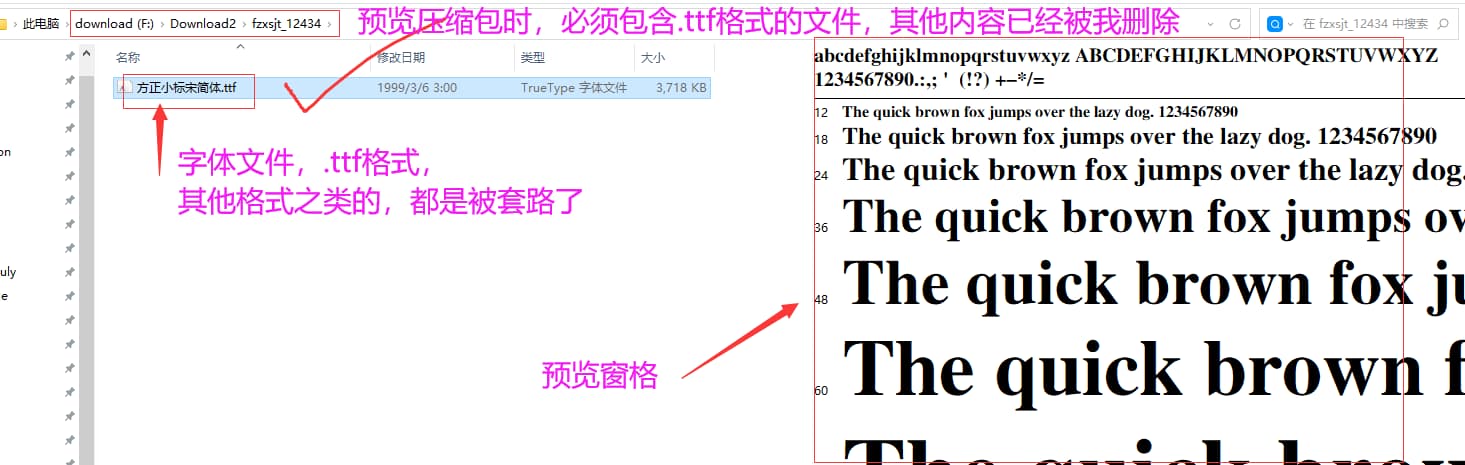 此电脑 download (F:) Download2 fzxsjt_12434
预览压缩包时，必须包含.ttf格式的文件，其他内容已经被我删除
在 fzxsjt_12434 中搜索
名称 修改日期 类型 大小
方正小标宋简体.ttf 1999/3/6 3:00 TrueType 字体文件 3,718 KB
字体文件，.ttf格式，
其他格式之类的，都是被套路了
on
uly
e
预览窗格
abcdefghijklmnopqrstuvwxyz ABCDEFGHIJKLMNOPQRSTUVWXYZ
1234567890.:,; ' (!?) +−*/=
12 The quick brown fox jumps over the lazy dog. 1234567890
18 The quick brown fox jumps over the lazy dog. 1234567890
24 The quick brown fox jumps over the lazy dog.
36 The quick brown fox jumps ov
48 The quick brown fox ju
60 The quick brown f
The quick brow